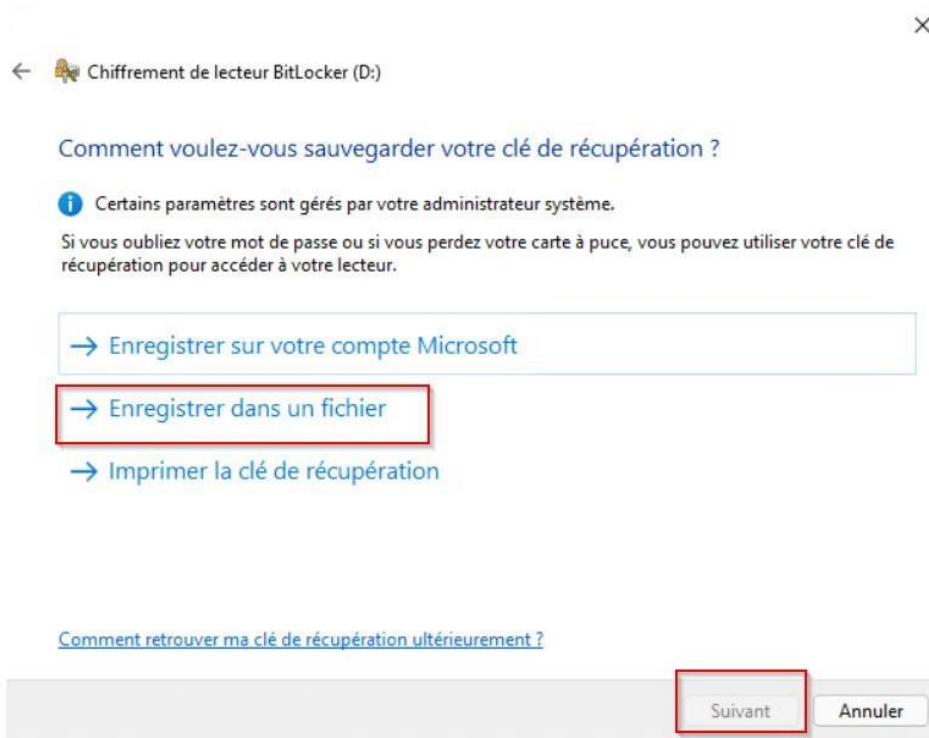 Chiffrement de lecteur BitLocker (D:)
Comment voulez-vous sauvegarder votre clé de récupération ?
Certains paramètres sont gérés par votre administrateur système.
Si vous oubliez votre mot de passe ou si vous perdez votre carte à puce, vous pouvez utiliser votre clé de
récupération pour accéder à votre lecteur.
Enregistrer sur votre compte Microsoft
Enregistrer dans un fichier
Imprimer la clé de récupération
Comment retrouver ma clé de récupération ultérieurement ?
Suivant
Annuler